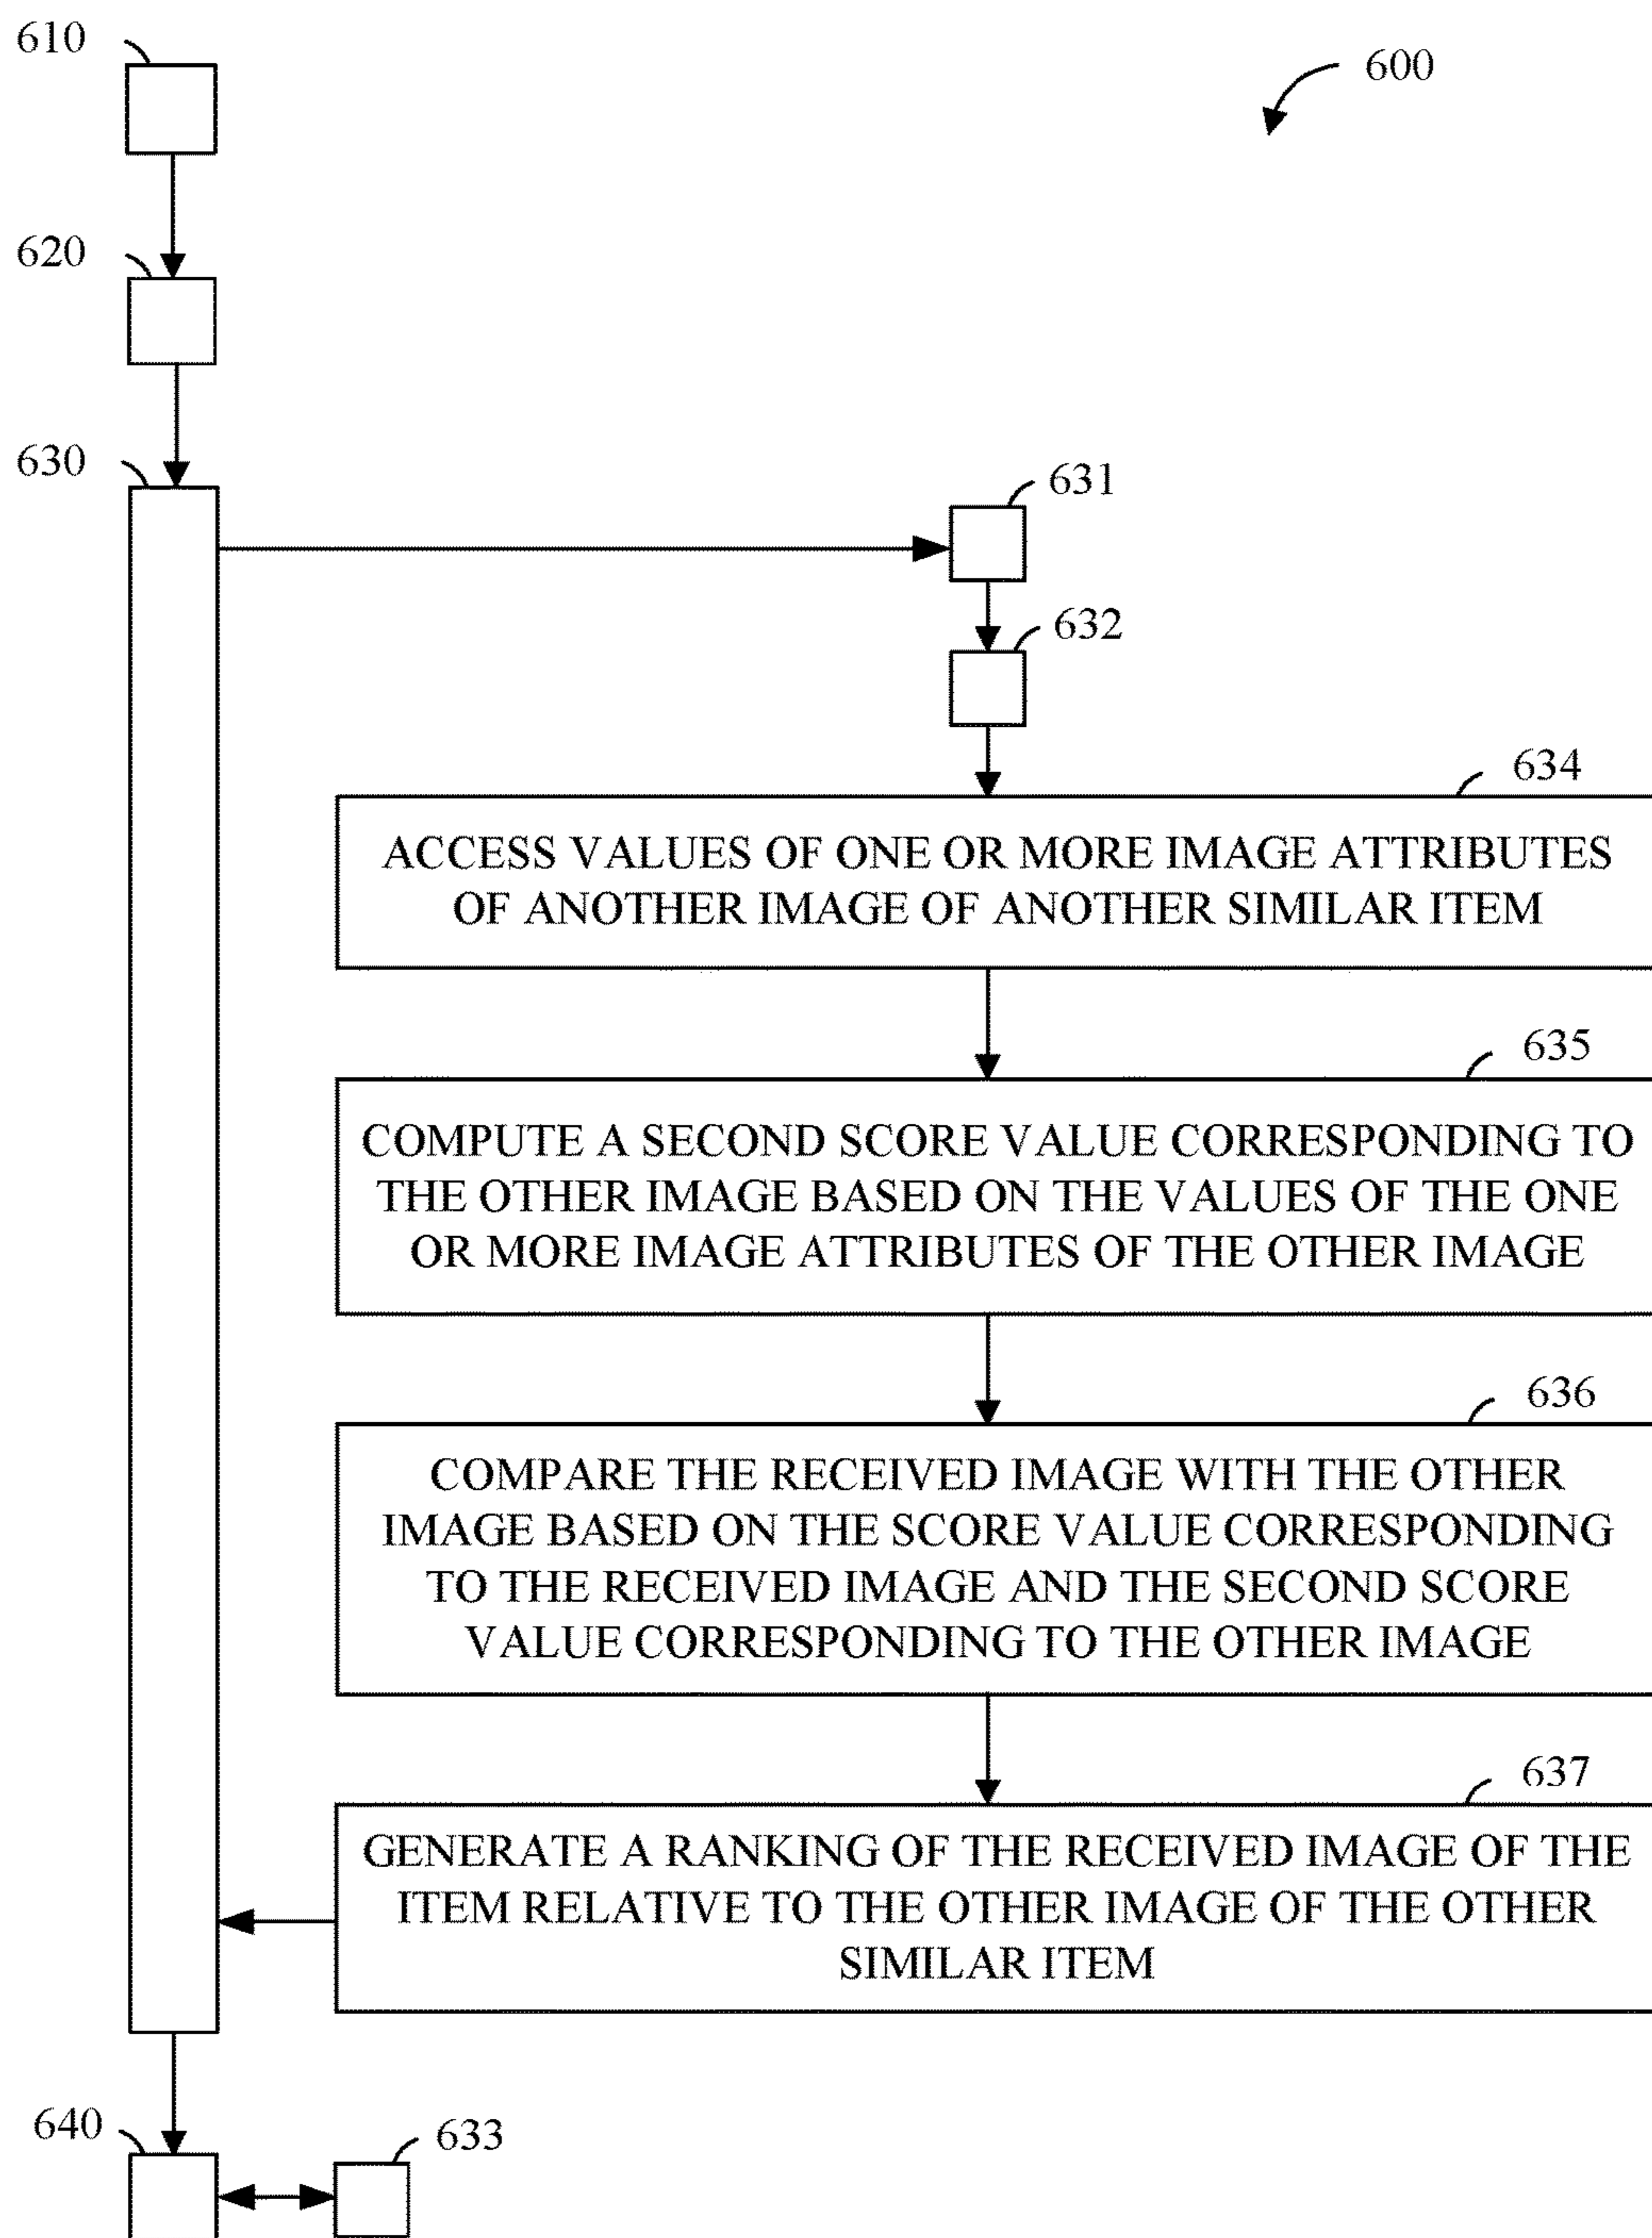 610
600
620
630
631
632
634
ACCESS VALUES OF ONE OR MORE IMAGE ATTRIBUTES
OF ANOTHER IMAGE OF ANOTHER SIMILAR ITEM
635
COMPUTE A SECOND SCORE VALUE CORRESPONDING TO
THE OTHER IMAGE BASED ON THE VALUES OF THE ONE
OR MORE IMAGE ATTRIBUTES OF THE OTHER IMAGE
636
COMPARE THE RECEIVED IMAGE WITH THE OTHER
IMAGE BASED ON THE SCORE VALUE CORRESPONDING
TO THE RECEIVED IMAGE AND THE SECOND SCORE
VALUE CORRESPONDING TO THE OTHER IMAGE
637
GENERATE A RANKING OF THE RECEIVED IMAGE OF THE
ITEM RELATIVE TO THE OTHER IMAGE OF THE OTHER
SIMILAR ITEM
640
633